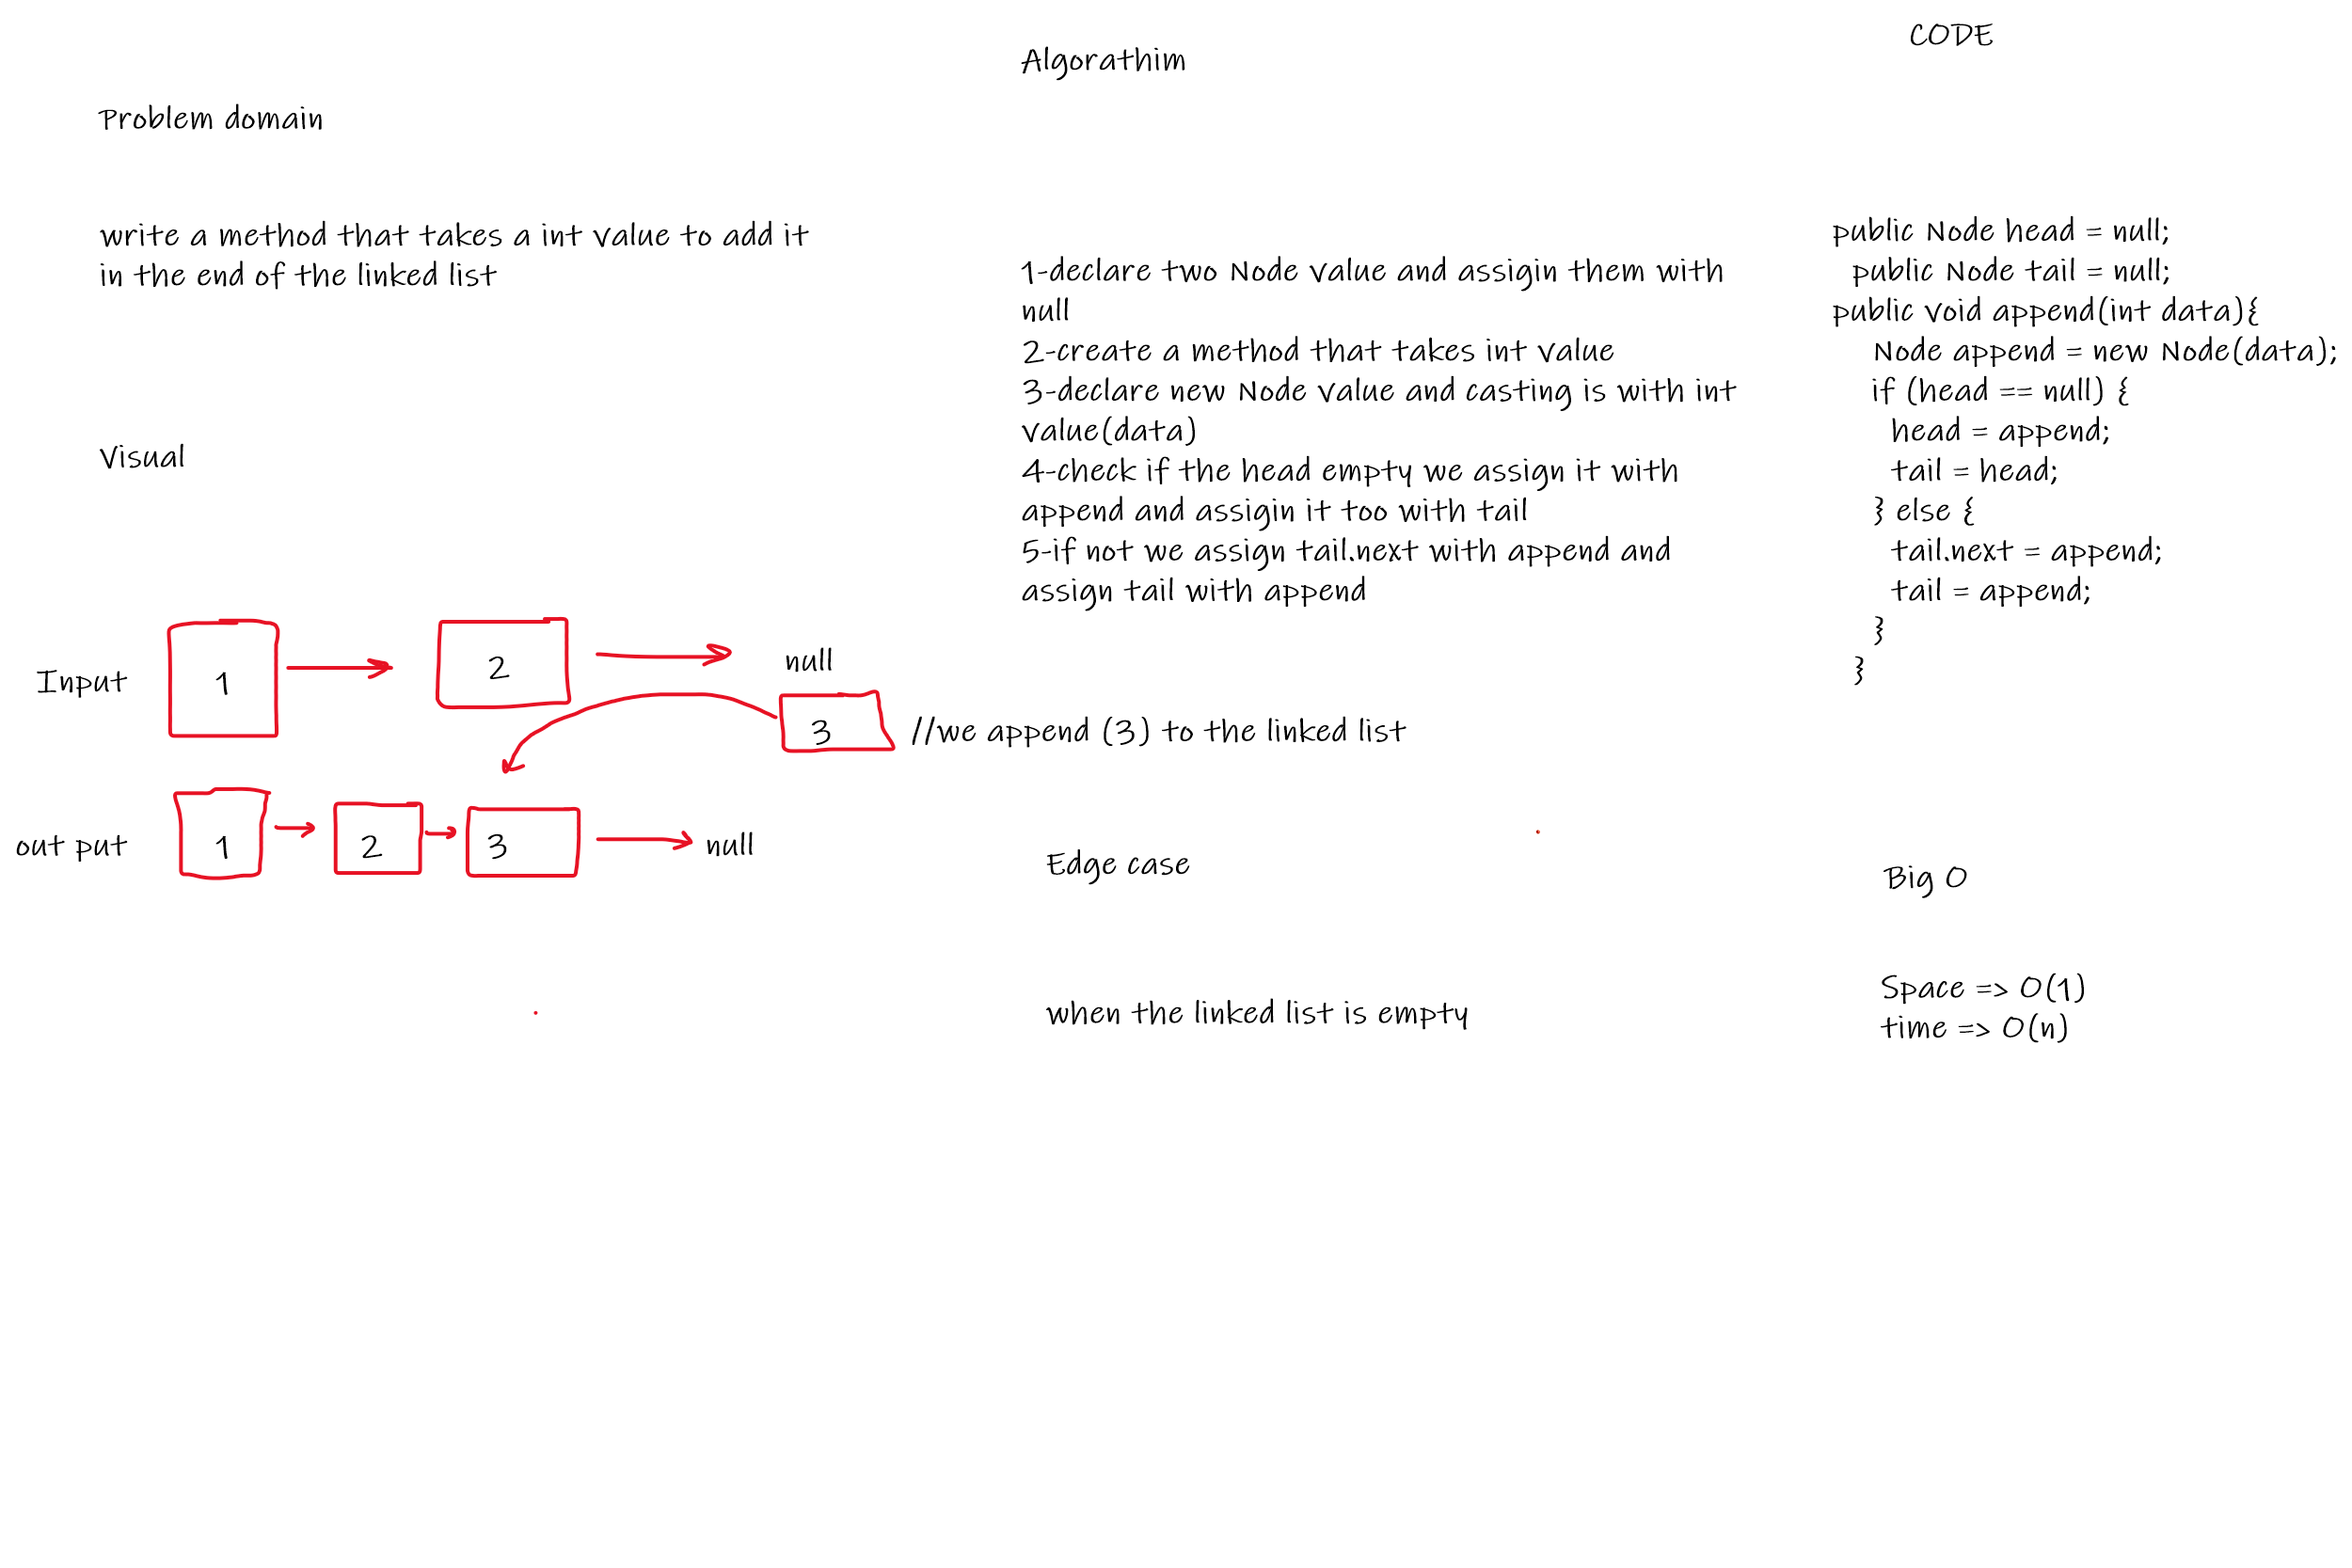 Problem domain
write a method that takes a int value to add it
in the end of the linked list
Visual
Input
1
2
null
3
//we append (3) to the linked list
out put
1
2
3
null
Algorathim
1-declare two Node value and assigin them with
null
2-create a method that takes int value
3-declare new Node value and casting is with int
value(data)
4-check if the head empty we assign it with
append and assigin it too with tail
5-if not we assign tail.next with append and
assign tail with append
Edge case
when the linked list is empty
CODE
public Node head = null;
public Node tail = null;
public void append(int data){
Node append = new Node(data);
if (head == null) {
head = append;
tail = head;
} else {
tail.next = append;
tail = append;
}
}
Big O
Space => O(1)
time => O(n)